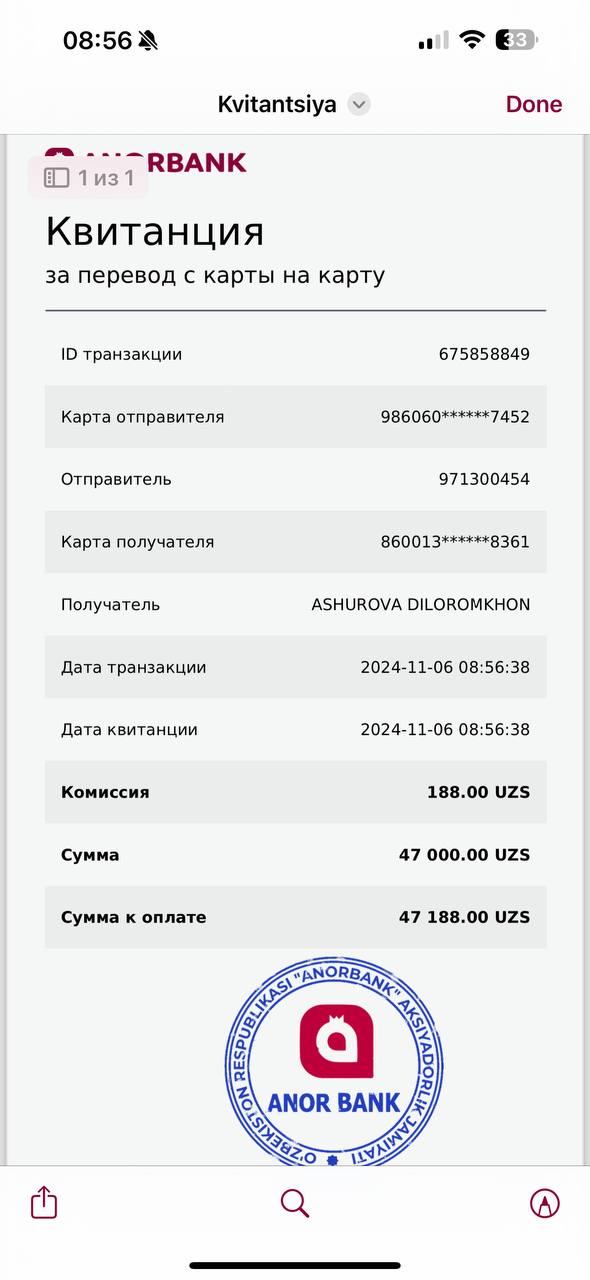 08:56
33
Kvitantsiya
Done
ANORBANK
1 из 1
Квитанция
за перевод с карты на карту
ID транзакции 675858849
Карта отправителя 986060******7452
Отправитель 971300454
Карта получателя 860013******8361
Получатель ASHUROVA DILOROMKHON
Дата транзакции 2024-11-06 08:56:38
Дата квитанции 2024-11-06 08:56:38
Комиссия 188.00 UZS
Сумма 47 000.00 UZS
Сумма к оплате 47 188.00 UZS
O'ZBEKISTON RESPUBLIKASI "ANORBANK" AKSIYADORLIK JAMIYATI
ANOR BANK